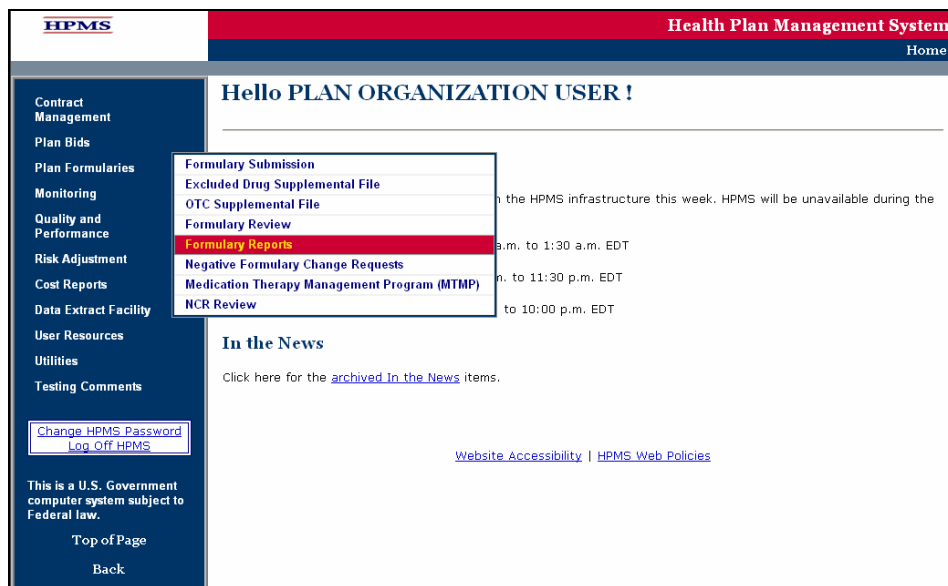 HPMS
Health Plan Management System
Home
Contract
Management
Plan Bids
Plan Formularies
Monitoring
Quality and
Performance
Risk Adjustment
Cost Reports
Data Extract Facility
User Resources
Utilities
Testing Comments
Change HPMS Password
Log Off HPMS
This is a U.S. Government
computer system subject to
Federal law.
Top of Page
Back
Hello PLAN ORGANIZATION USER !
Formulary Submission
Excluded Drug Supplemental File
OTC Supplemental File
Formulary Review
Formulary Reports
Negative Formulary Change Requests
Medication Therapy Management Program (MTMP)
NCR Review
the HPMS infrastructure this week. HPMS will be unavailable during the
a.m. to 1:30 a.m. EDT
to 11:30 p.m. EDT
to 10:00 p.m. EDT
In the News
Click here for the archived In the News items.
Website Accessibility | HPMS Web Policies